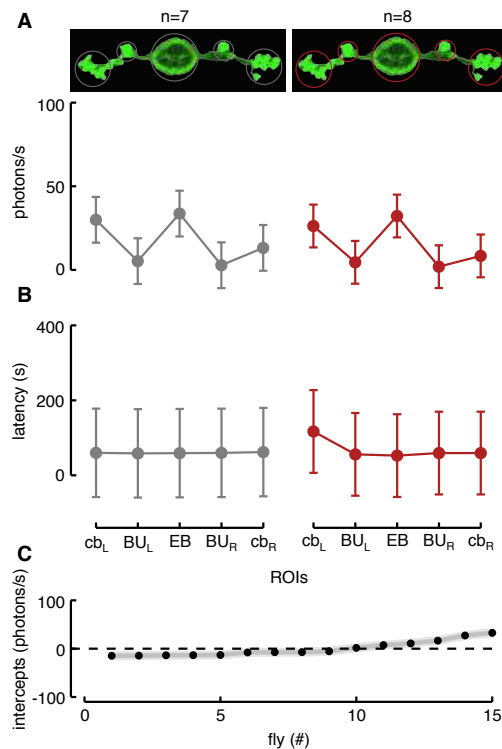 A
n=7 n=8
100
50
0
photons/s
B
400
200
0
latency (s)
cbL BUL EB BUR cbR cbL BUL EB BUR cbR
ROIs
C
100
0
-100
intercepts (photons/s)
0 5 10 15
fly (#)